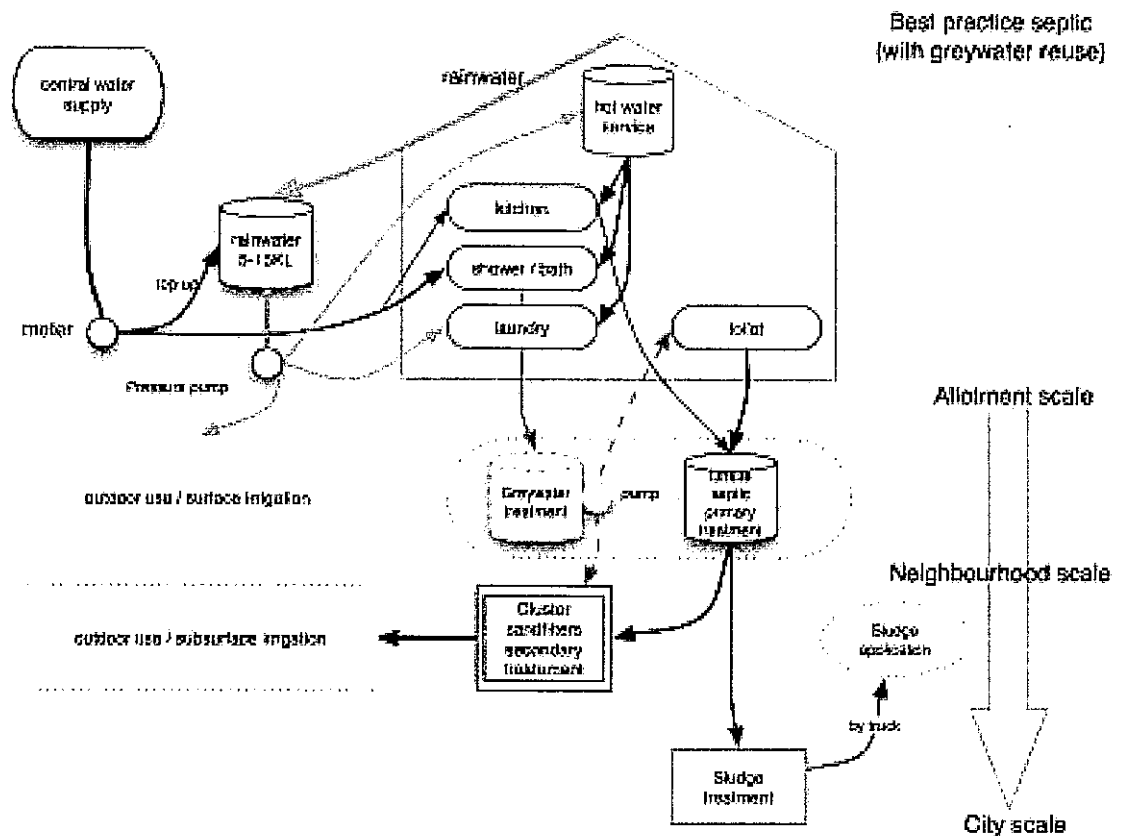 Best practice septic
(with greywater reuse)
central water
supply
rainwater
hot water
service
rainwater
kitchen
shower / bath
laundry
toilet
top up
meter
Pressure pump
Allotment scale
outdoor use / surface irrigation
Greywater
treatment
pump
septic
primary
treatment
Neighbourhood scale
outdoor use / subsurface irrigation
Cluster
sandfilters
secondary
treatment
Sludge
application
by truck
Sludge
treatment
City scale